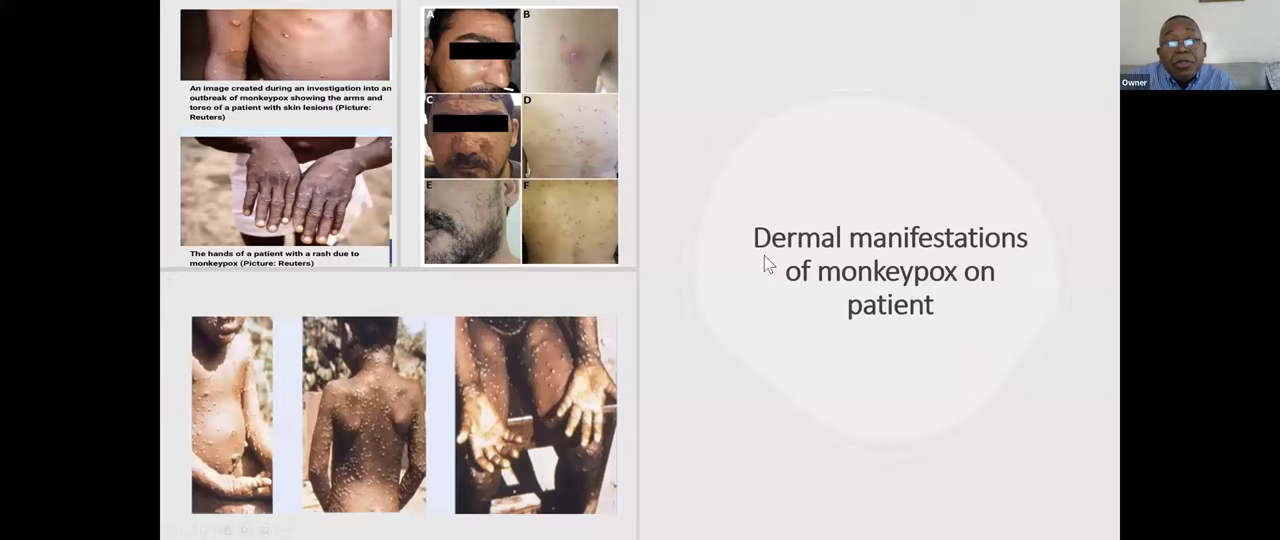 An image created during an investigation into an
outbreak of monkeypox showing the arms and
torso of a patient with skin lesions (Picture:
Reuters)
The hands of a patient with a rash due to
monkeypox (Picture: Reuters)
A
B
C
D
E
F
Dermal manifestations
of monkeypox on
patient
Owner